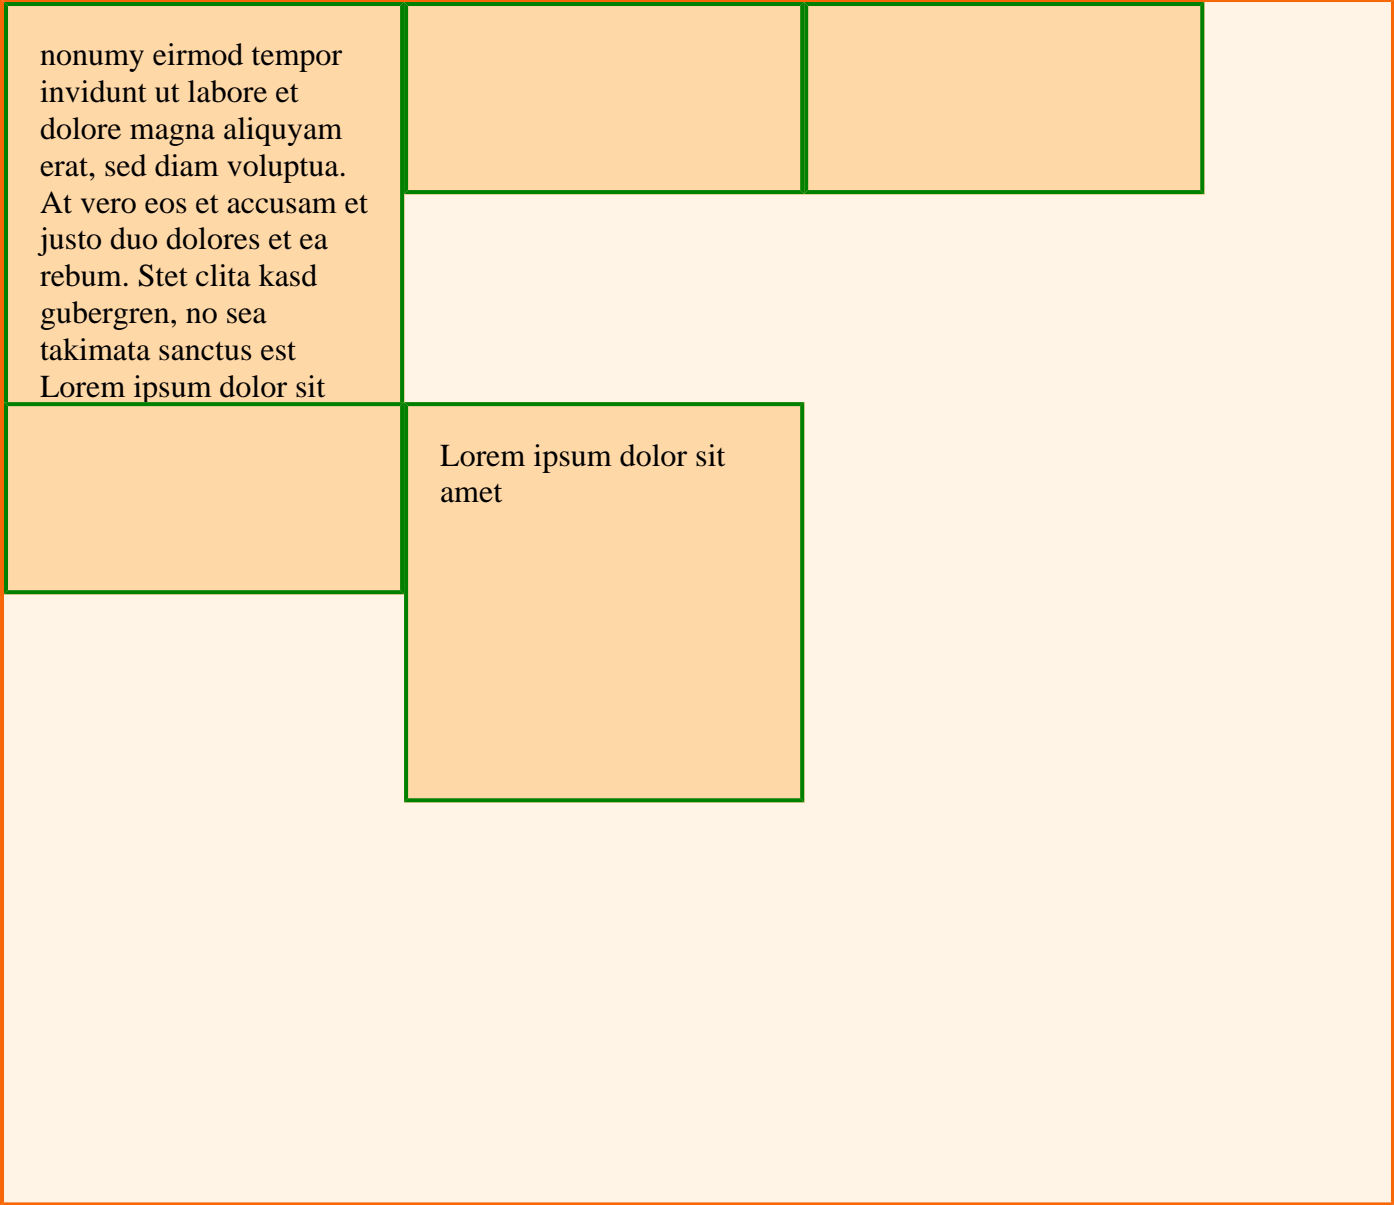 nonumy eirmod tempor
invidunt ut labore et
dolore magna aliquyam
erat, sed diam voluptua.
At vero eos et accusam et
justo duo dolores et ea
rebum. Stet clita kasd
gubergren, no sea
takimata sanctus est
Lorem ipsum dolor sit
Lorem ipsum dolor sit
amet